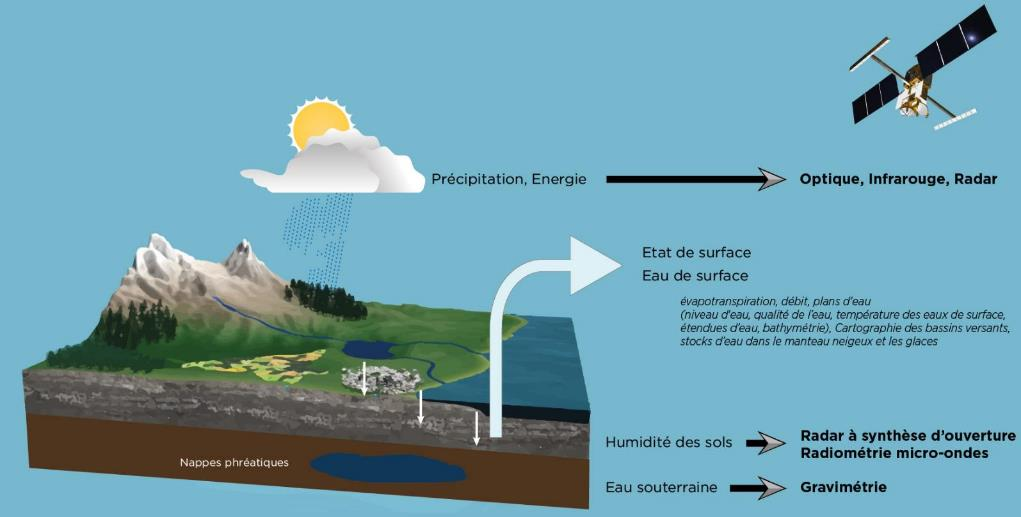 Précipitation, Energie
Optique, Infrarouge, Radar
Etat de surface
Eau de surface
évapotranspiration, débit, plans d'eau
(niveau d'eau, qualité de l'eau, température des eaux de surface,
étendues d'eau, bathymétrie), Cartographie des bassins versants,
stocks d'eau dans le manteau neigeux et les glaces
Humidité des sols
Radar à synthèse d'ouverture
Radiométrie micro-ondes
Nappes phréatiques
Eau souterraine
Gravimétrie